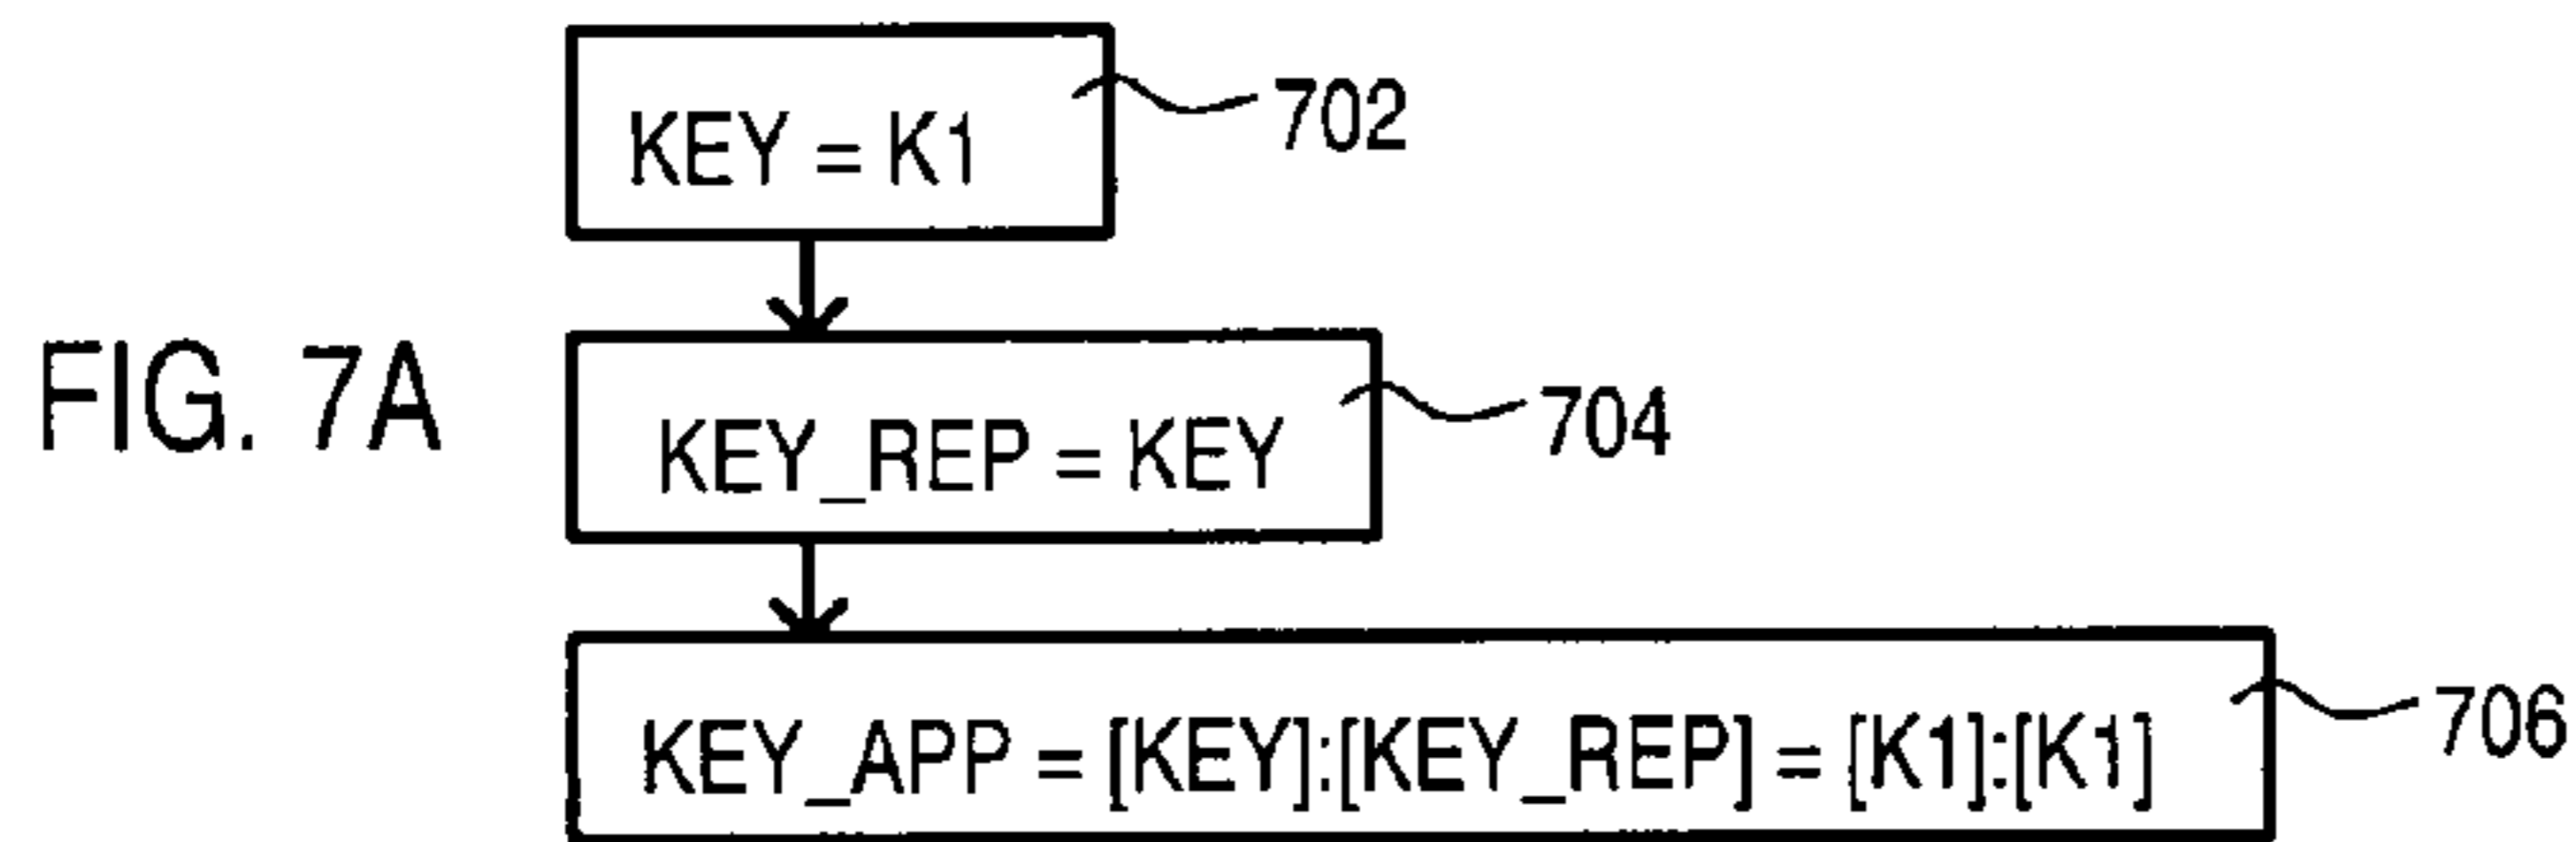 KEY = K1
702
FIG. 7A
KEY_REP = KEY
704
KEY_APP = [KEY]:[KEY_REP] = [K1]:[K1]
706